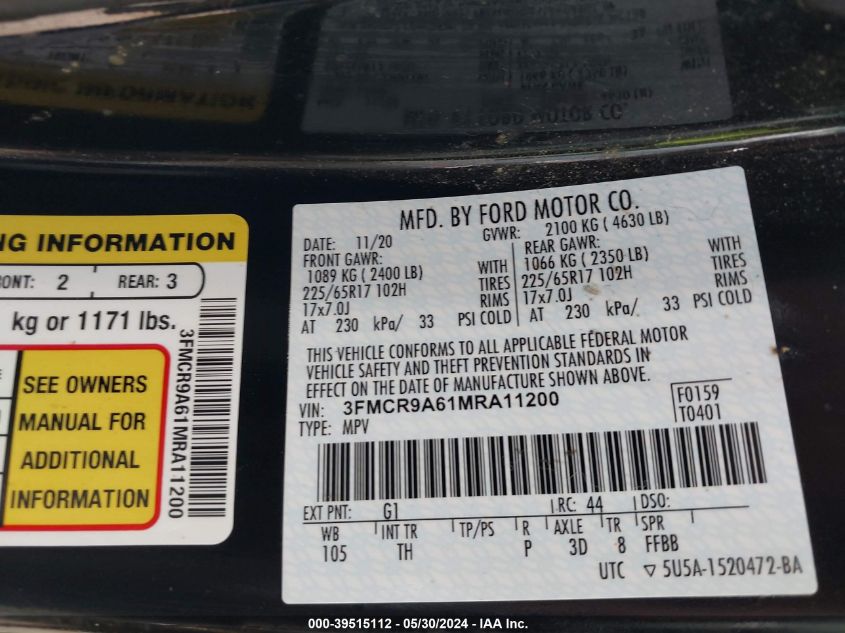 NG INFORMATION
RONT: 2 REAR: 3
kg or 1171 lbs.
SEE OWNERS
MANUAL FOR
ADDITIONAL
INFORMATION
3FMCR9A61MRA11200
MFD. BY FORD MOTOR CO.
DATE: 11/20 GVWR: 2100 KG ( 4630 LB)
FRONT GAWR: REAR GAWR:
1089 KG ( 2400 LB) WITH 1066 KG ( 2350 LB) WITH
225/65R17 102H TIRES 225/65R17 102H TIRES
17x7.0J RIMS 17x7.0J RIMS
AT 230 kPa/ 33 PSI COLD AT 230 kPa/ 33 PSI COLD
THIS VEHICLE CONFORMS TO ALL APPLICABLE FEDERAL MOTOR
VEHICLE SAFETY AND THEFT PREVENTION STANDARDS IN
EFFECT ON THE DATE OF MANUFACTURE SHOWN ABOVE.
VIN: 3FMCR9A61MRA11200 F0159
TYPE: MPV T0401
EXT PNT: G1 RC: 44 DSO:
WB INT TR TP/PS R AXLE TR SPR
105 TH P 3D 8 FFBB
UTC ▽ 5U5A-1520472-BA
000-39515112 - 05/30/2024 - IAA Inc.